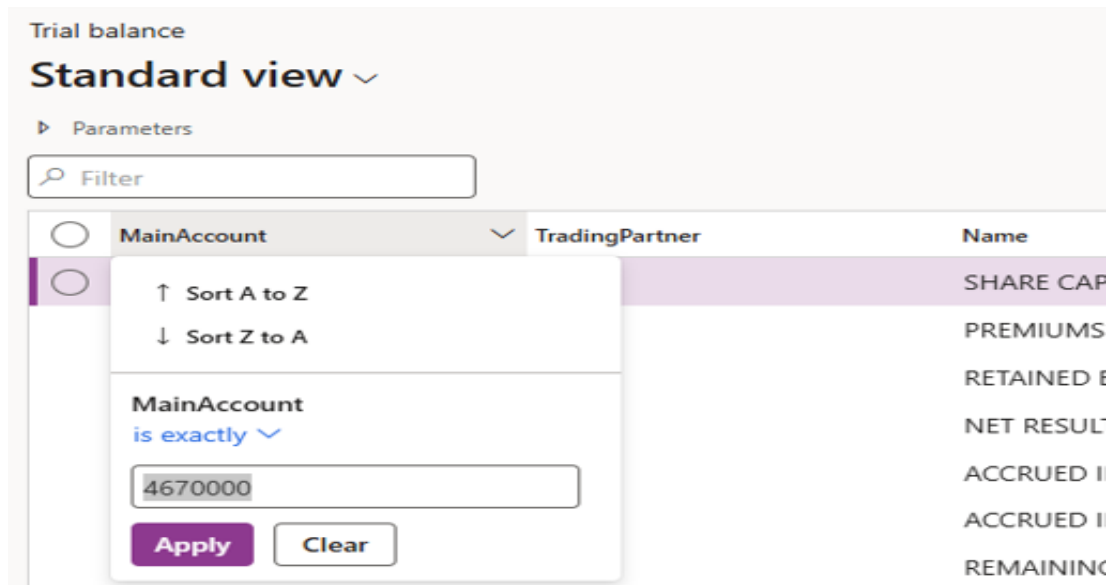 Trial balance
Standard view
Parameters
Filter
MainAccount TradingPartner Name
Sort A to Z
SHARE CAP
Sort Z to A
PREMIUMS
RETAINED
MainAccount
is exactly
NET RESULT
4670000
ACCRUED
Apply Clear
ACCRUED
REMAINING